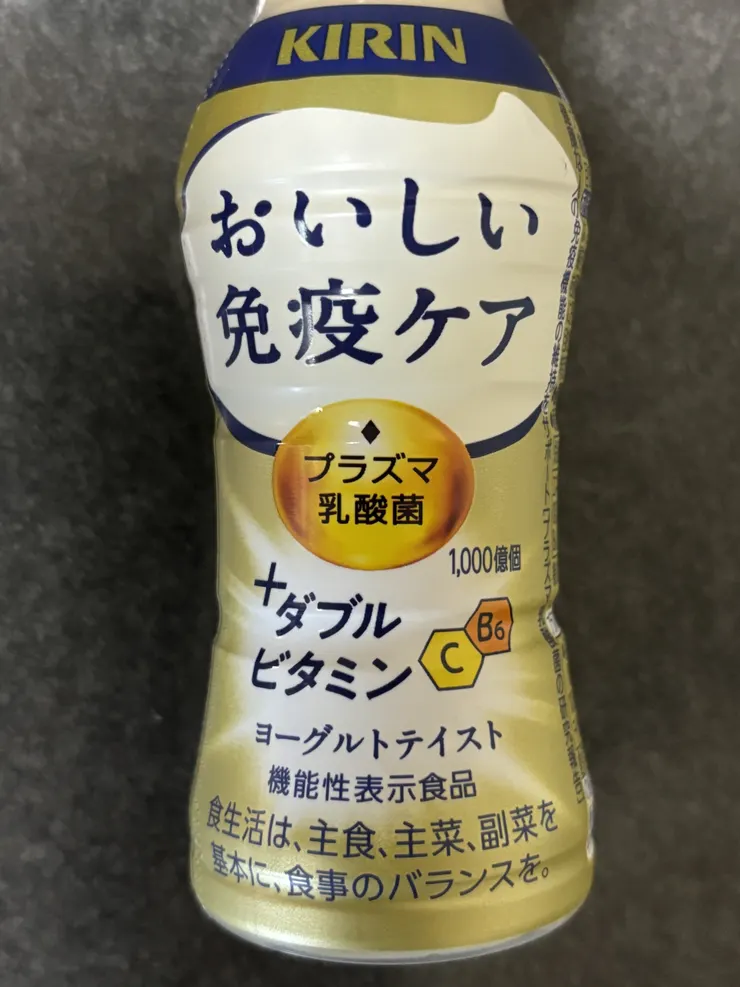 KIRIN
おいしい
免疫ケア
プラズマ
乳酸菌
1,000億個
+ダブル
ビタミン
C
B6
ヨーグルトテイスト
機能性表示食品
食生活は、主食、主菜、副菜を
基本に、食事のバランスを。